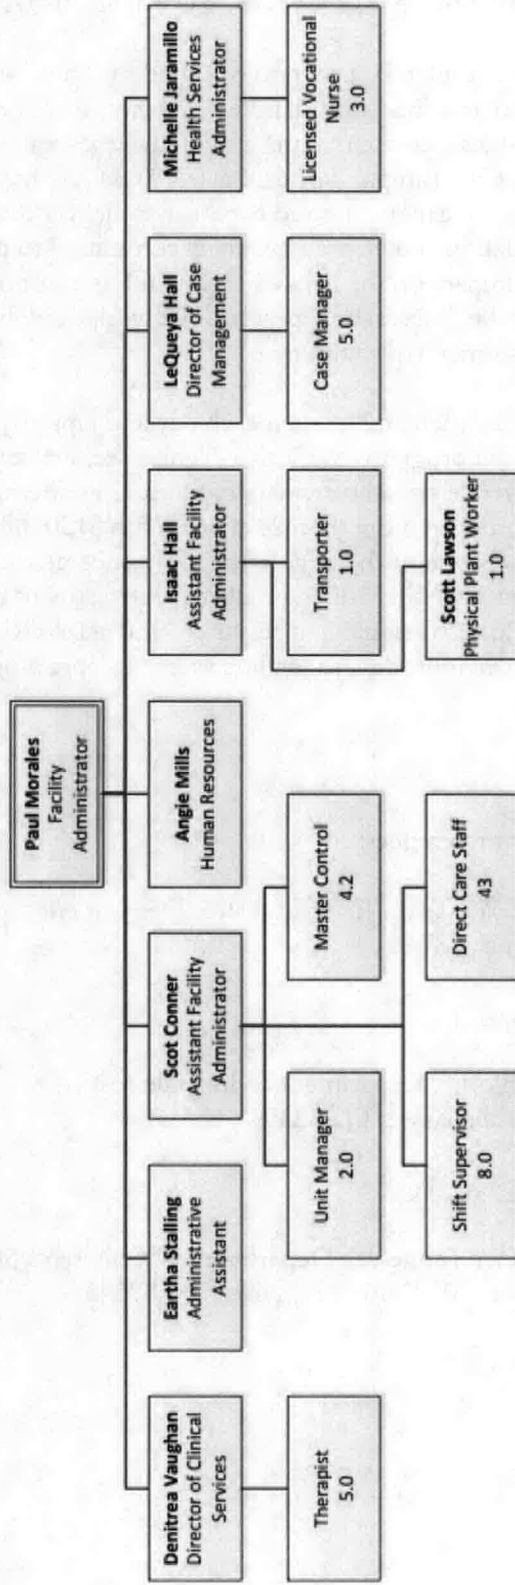 Paul Morales
Facility
Administrator
Denitrea Vaughan
Director of Clinical
Services
Eartha Stalling
Administrative
Assistant
Scot Conner
Assistant Facility
Administrator
Angie Mills
Human Resources
Isaac Hall
Assistant Facility
Administrator
LeQueya Hall
Director of Case
Management
Michelle Jaramillo
Health Services
Administrator
Therapist
5.0
Unit Manager
2.0
Master Control
4.2
Transporter
1.0
Case Manager
5.0
Licensed Vocational
Nurse
3.0
Shift Supervisor
8.0
Direct Care Staff
43
Scott Lawson
Physical Plant Worker
1.0